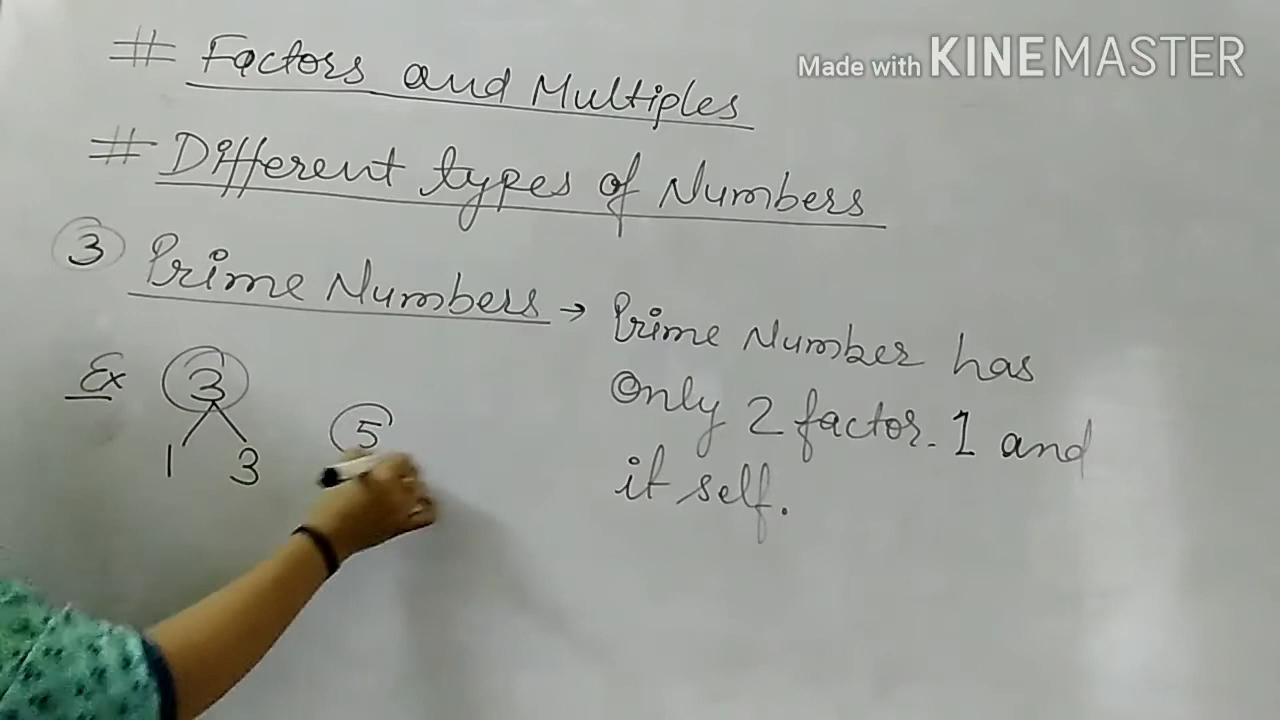 Made with KINEMASTER
# Factors and Multiples
# Different types of Numbers
3 Prime Numbers → Prime Number has
only 2 factor. 1 and
it self.
Ex 3 5
1 3